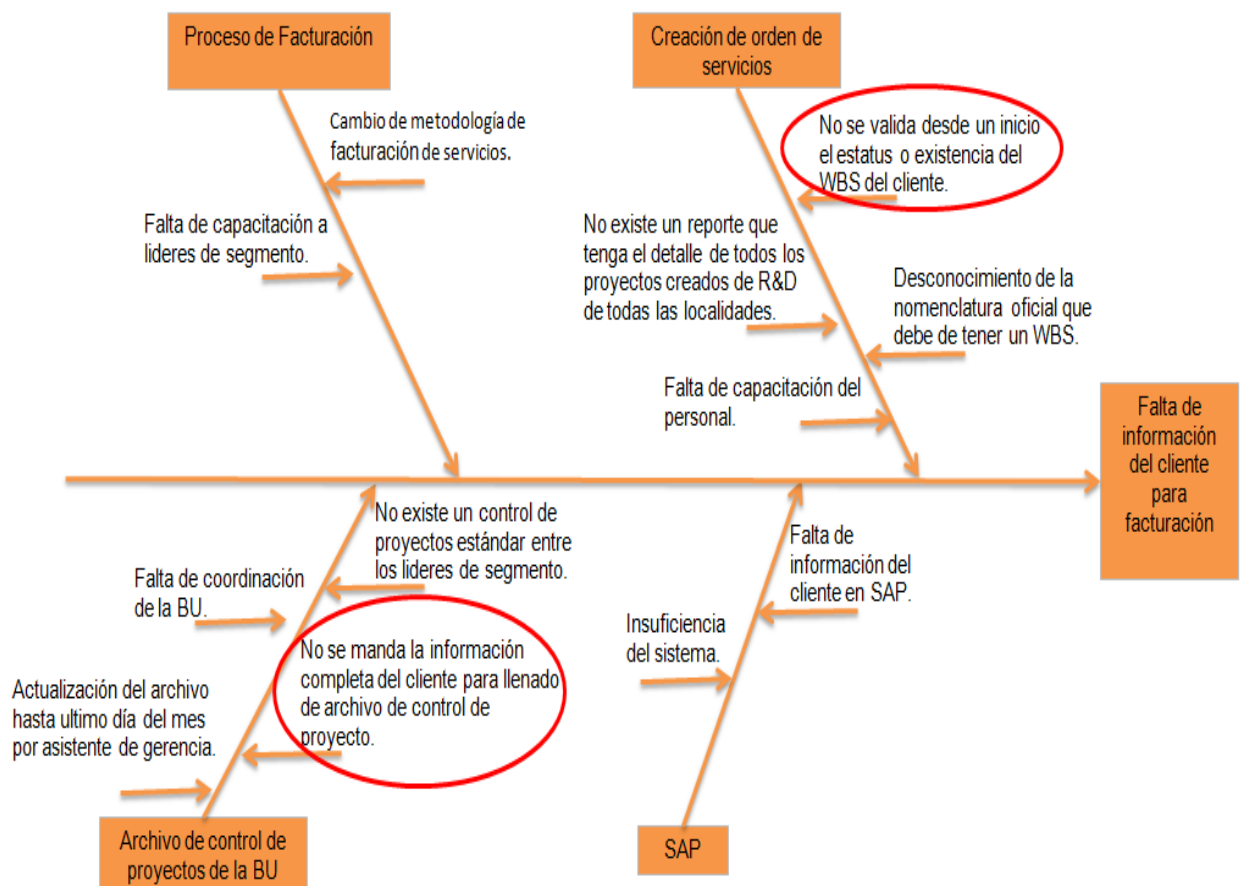 Proceso de Facturación
Creación de orden de
servicios
Cambio de metodología de
facturación de servicios.
Falta de capacitación a
lideres de segmento.
No se valida desde un inicio
el estatus o existencia del
WBS del cliente.
No existe un reporte que
tenga el detalle de todos los
proyectos creados de R&D
de todas las localidades.
Desconocimiento de la
nomenclatura oficial que
debe de tener un WBS.
Falta de capacitación del
personal.
Falta de
información
del cliente
para
facturación
No existe un control de
proyectos estándar entre
los lideres de segmento.
Falta de coordinación
de la BU.
No se manda la información
completa del cliente para llenado
de archivo de control de
proyecto.
Actualización del archivo
hasta ultimo día del mes
por asistente de gerencia.
Falta de
información del
cliente en SAP.
Insuficiencia
del sistema.
Archivo de control de
proyectos de la BU
SAP